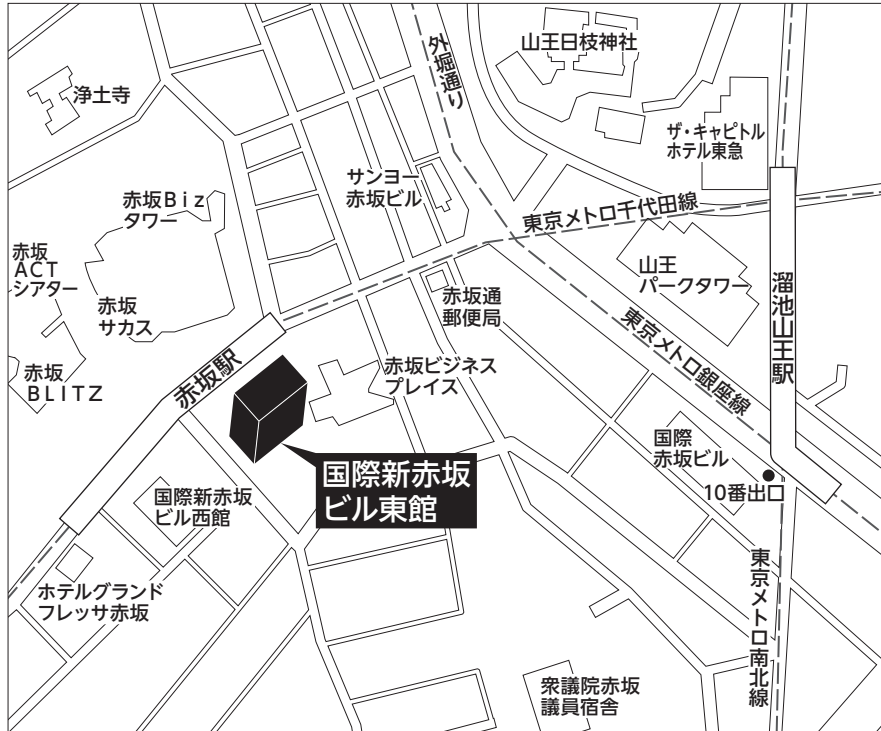 外堀通り
山王日枝神社
浄土寺
ザ・キャピトル
ホテル東急
サンヨー
赤坂ビル
赤坂Biz
タワー
東京メトロ千代田線
赤坂
ACT
シアター
山王
パークタワー
溜池山王駅
赤坂通
郵便局
赤坂
サカス
東京メトロ銀座線
赤坂駅
赤坂ビジネス
プレイス
赤坂
BLITZ
国際
赤坂ビル
国際新赤坂
ビル東館
10番出口
国際新赤坂
ビル西館
東京メトロ南北線
ホテルグランド
フレッサ赤坂
衆議院赤坂
議員宿舎